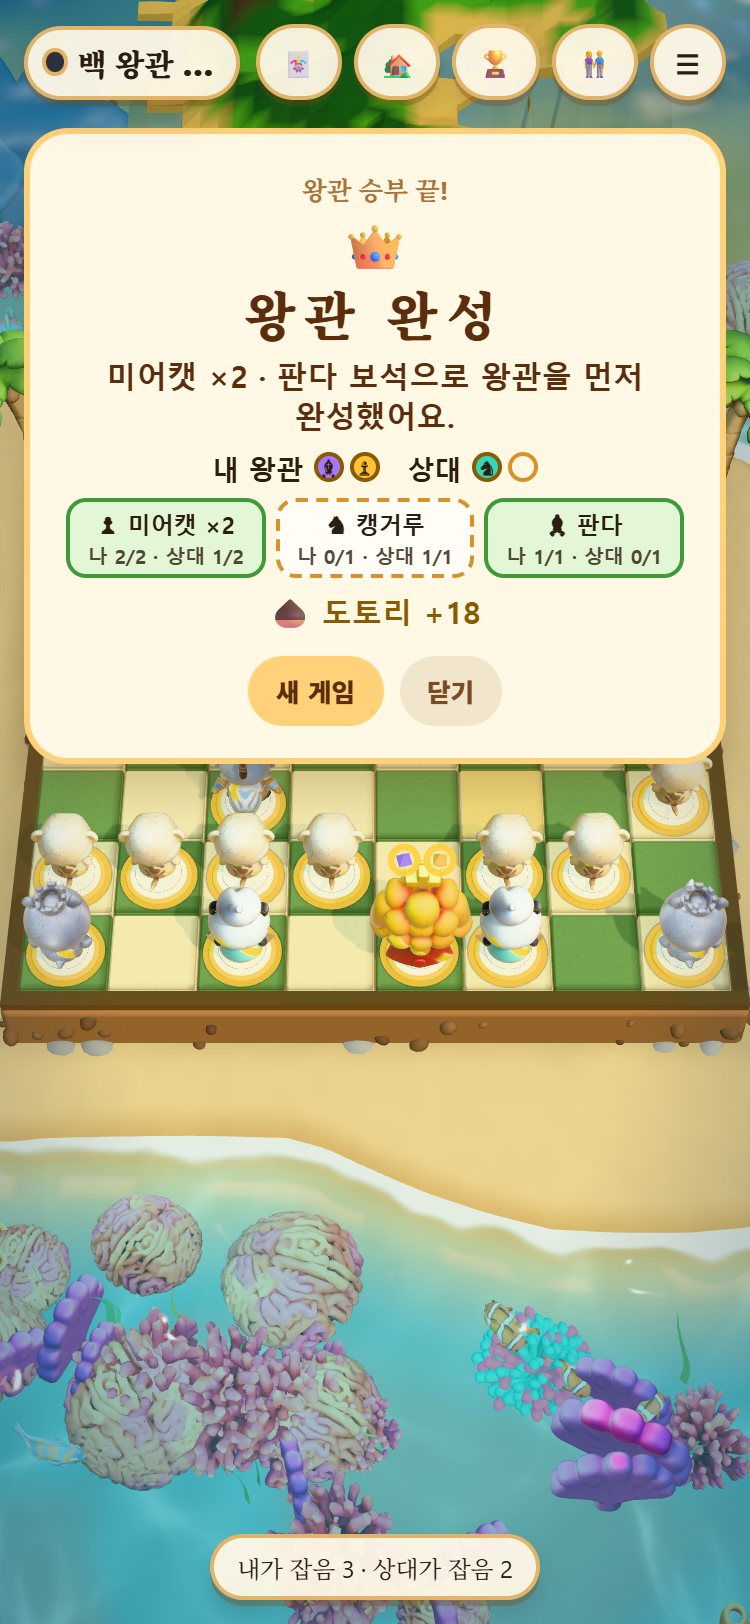 백 왕관 ...
왕관 승부 끝!
왕관 완성
미어캣 ×2 · 판다 보석으로 왕관을 먼저
완성했어요.
내 왕관 상대
미어캣 ×2
나 2/2 · 상대 1/2
캥거루
나 0/1 · 상대 1/1
판다
나 1/1 · 상대 0/1
도토리 +18
새 게임
닫기
내가 잡음 3 · 상대가 잡음 2